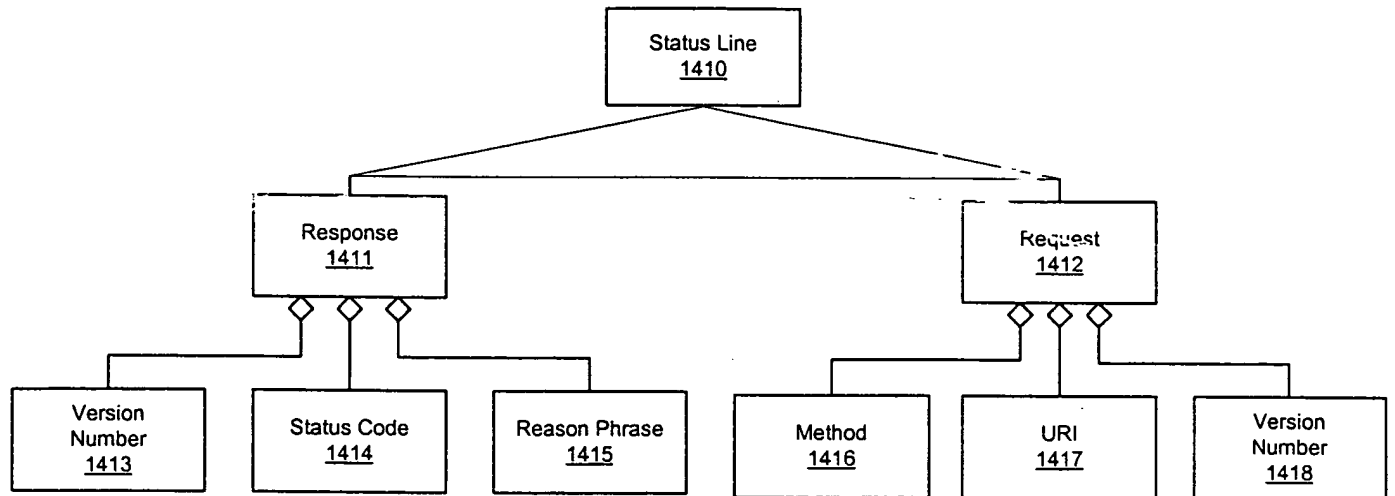 Status Line
1410
Response
1411
Request
1412
Version
Number
1413
Status Code
1414
Reason Phrase
1415
Method
1416
URI
1417
Version
Number
1418